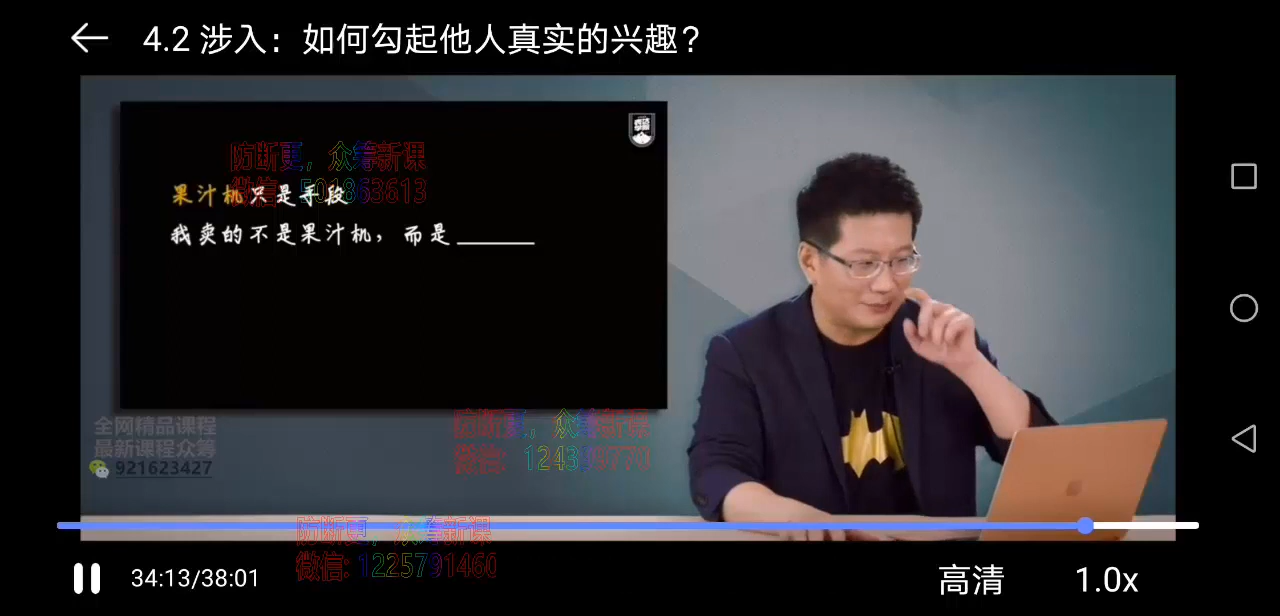 4.2 涉入：如何勾起他人真实的兴趣？
防断更，众筹新课
微信：501863613
果汁机只是手段
我卖的不是果汁机，而是______
防断更，众筹新课
全网精品课程
最新课程众筹
921623427
防断更，众筹新课
微信：1225791460
34:13/38:01
高清
1.0x